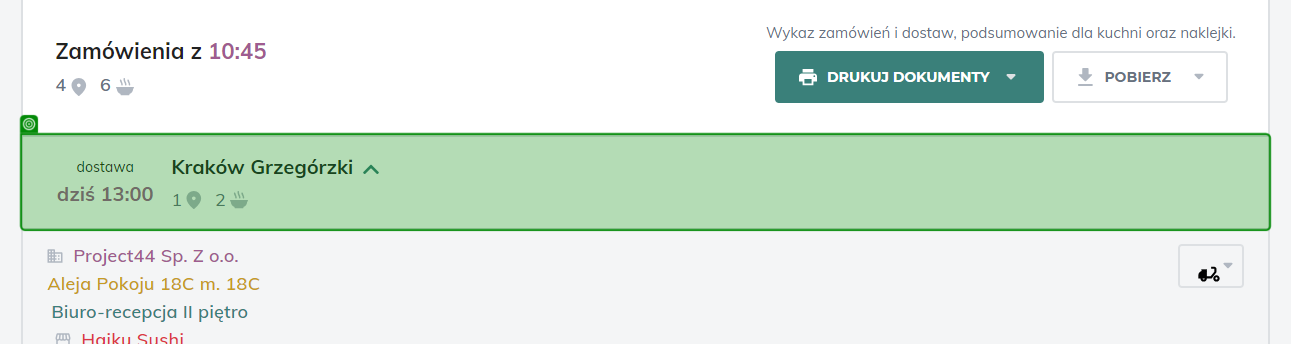 Wykaz zamówień i dostaw, podsumowanie dla kuchni oraz naklejki.
Zamówienia z 10:45
4 6
DRUKUJ DOKUMENTY
POBIERZ
dostawa
dziś 13:00
Kraków Grzegórzki
1 2
Project44 Sp. Z o.o.
Aleja Pokoju 18C m. 18C
Biuro-recepcja II piętro
Haiku Sushi